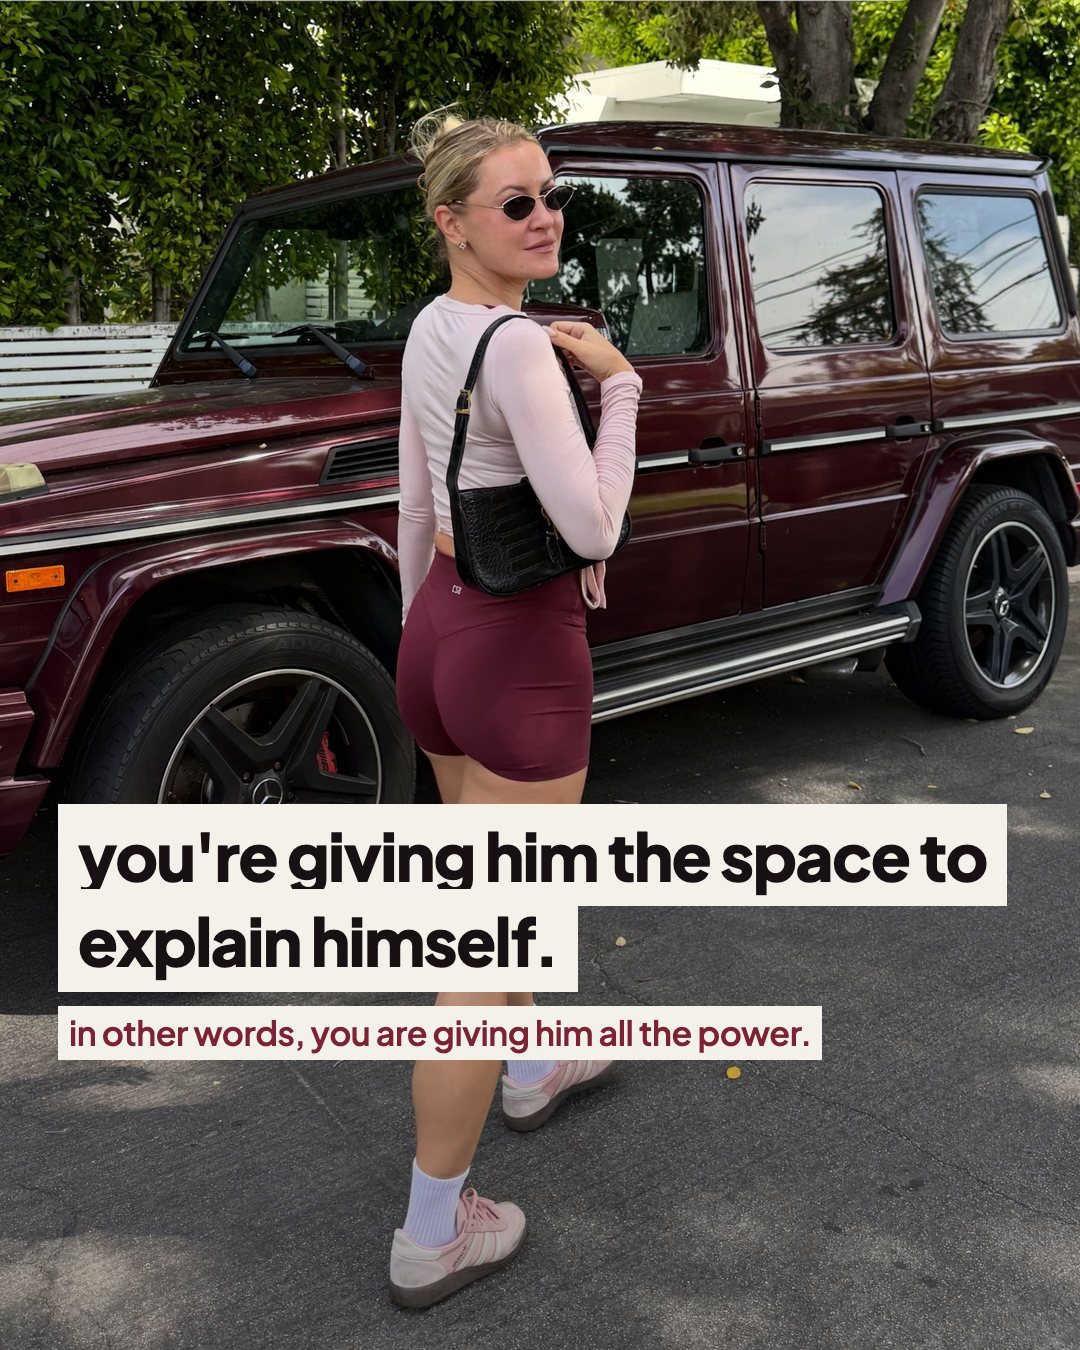 CSB
you're giving him the space to
explain himself.
in other words, you are giving him all the power.